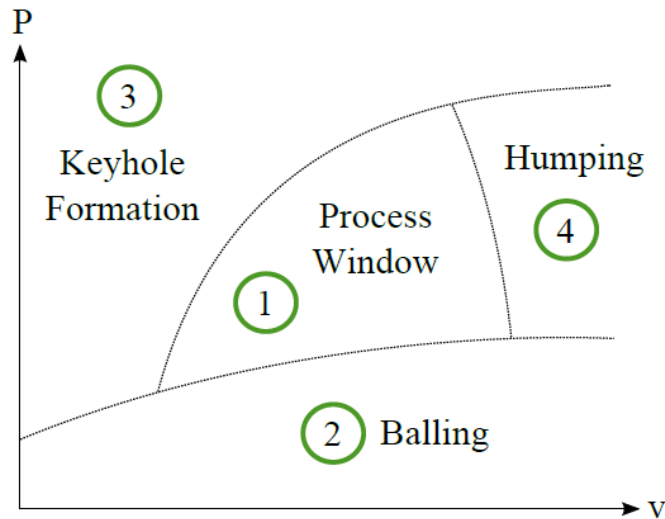 P
3
Keyhole
Formation
Humping
4
Process
Window
1
2 Balling
v